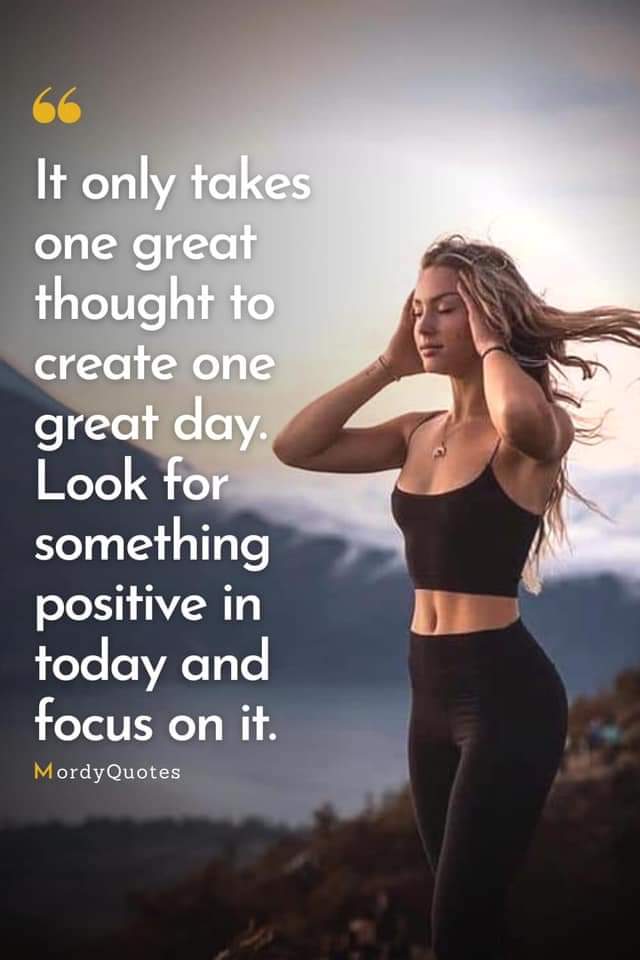 “
It only takes
one great
thought to
create one
great day.
Look for
something
positive in
today and
focus on it.
MordyQuotes